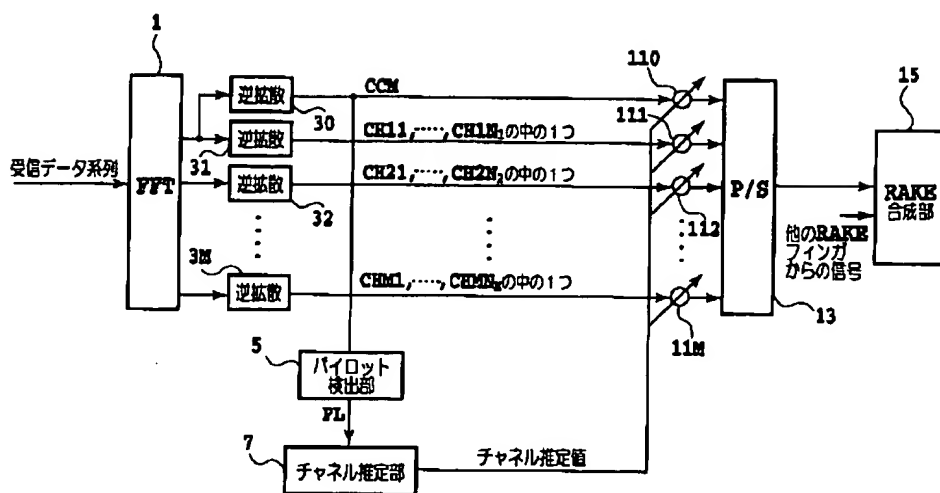 1
受信データ系列
FFT
逆拡散
30
CCM
逆拡散
31
CH11,‥‥‥,CH1N₁の中の1つ
逆拡散
32
CH21,‥‥‥,CH2N₂の中の1つ
3M
逆拡散
CHM1,‥‥‥,CHMNₘの中の1つ
110
111
112
11M
P/S
13
15
RAKE
合成部
他のRAKE
フィンガ
からの信号
5
パイロット
検出部
PL
7
チャネル推定部
チャネル推定値